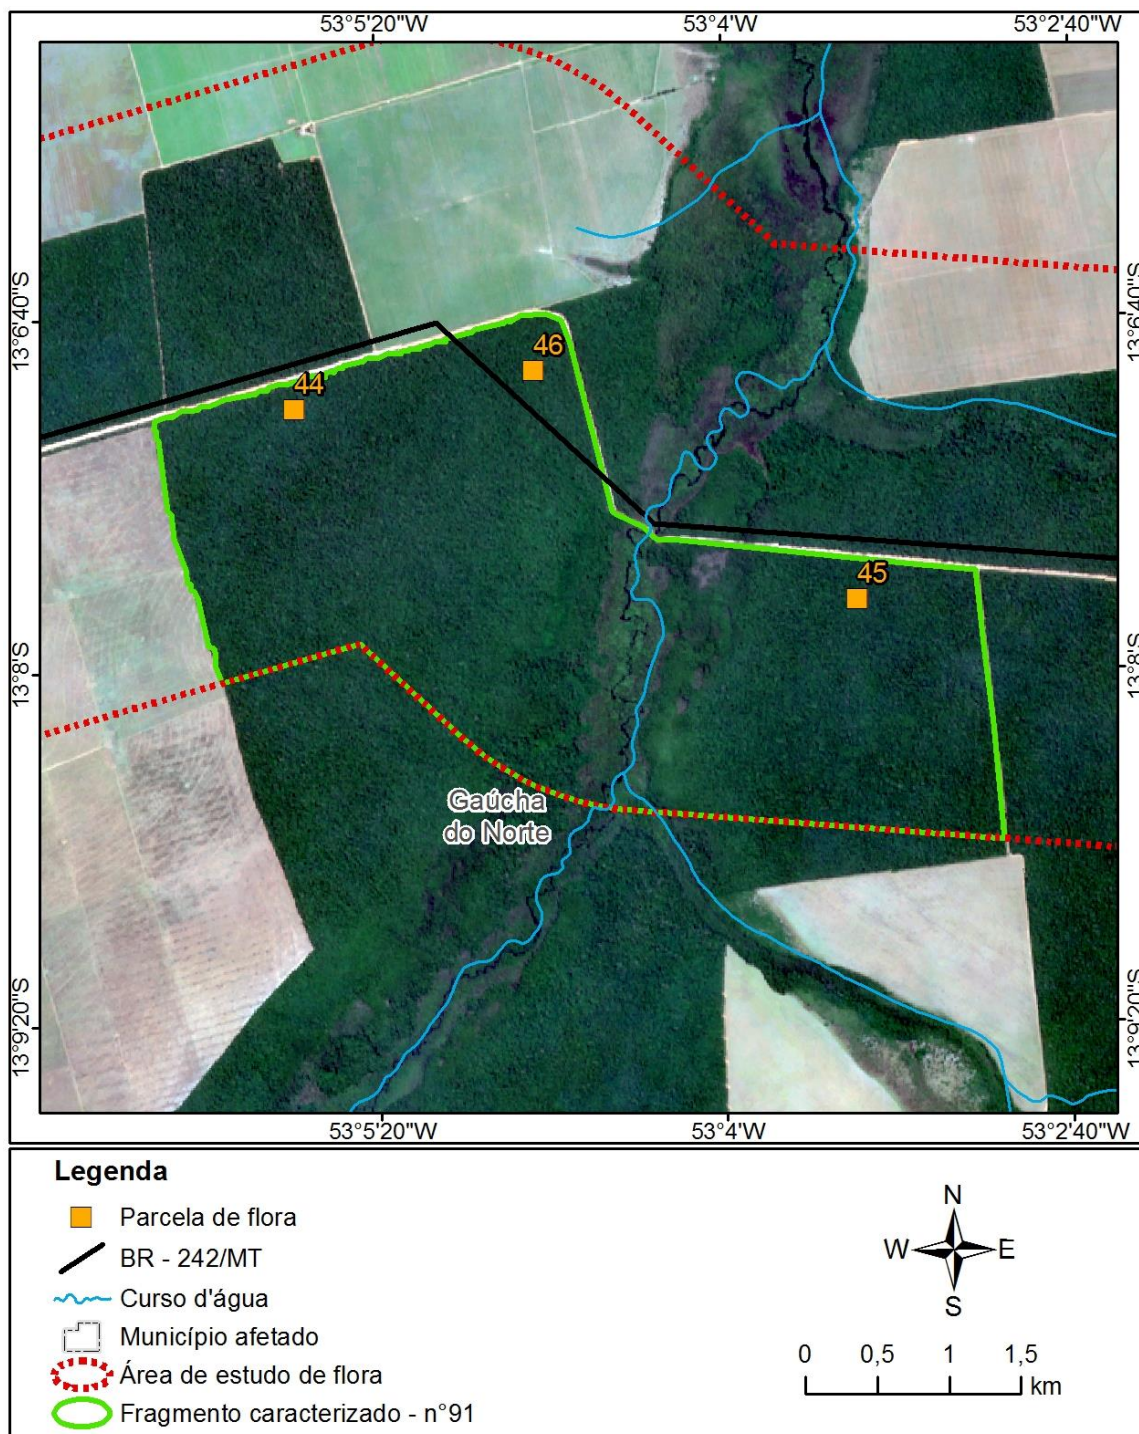 53°5'20"W
53°4'W
53°2'40"W
13°6'40"S
13°6'40"S
46
44
45
13°8'S
13°8'S
Gaúcha
do Norte
13°9'20"S
13°9'20"S
53°5'20"W
53°4'W
53°2'40"W
Legenda
Parcela de flora
BR - 242/MT
Curso d'água
Município afetado
Área de estudo de flora
Fragmento caracterizado - n°91
N
W
E
S
0 0,5 1 1,5
km